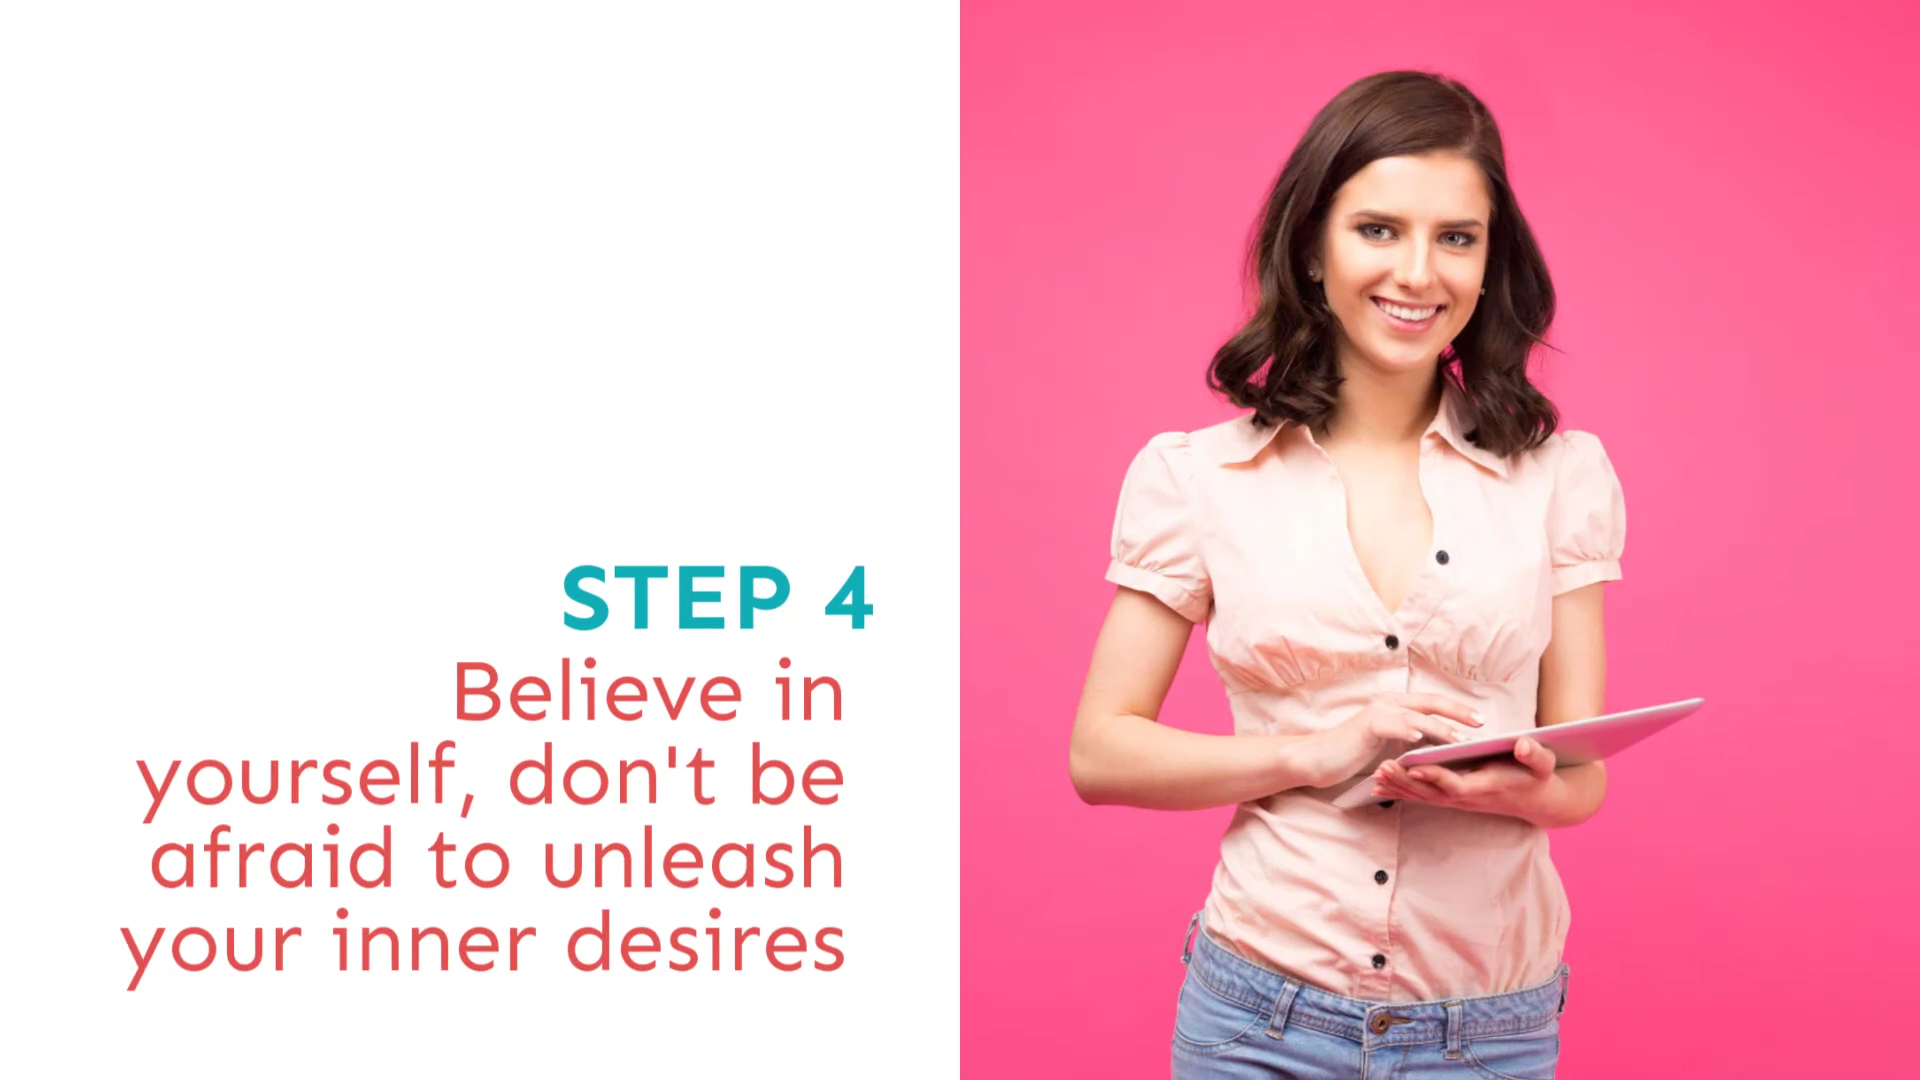 STEP 4
Believe in
yourself, don't be
afraid to unleash
your inner desires